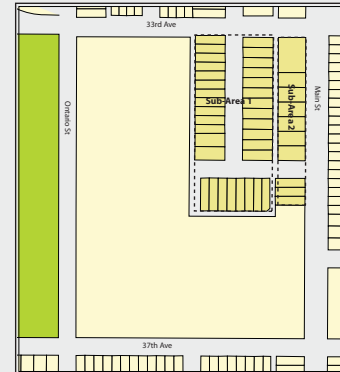 33rd Ave
Ontario St
Sub-Area 1
Sub-Area 2
Main St
37th Ave